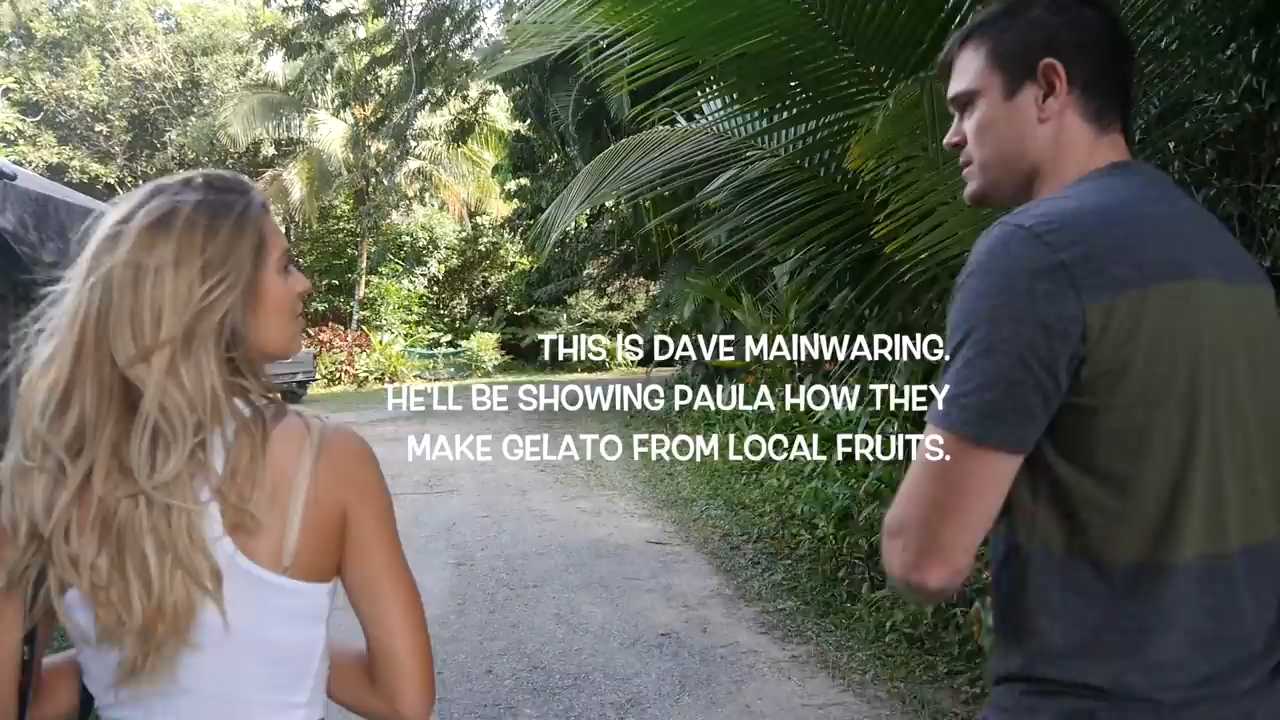 THIS IS DAVE MAINWARING.
HE'LL BE SHOWING PAULA HOW THEY
MAKE GELATO FROM LOCAL FRUITS.